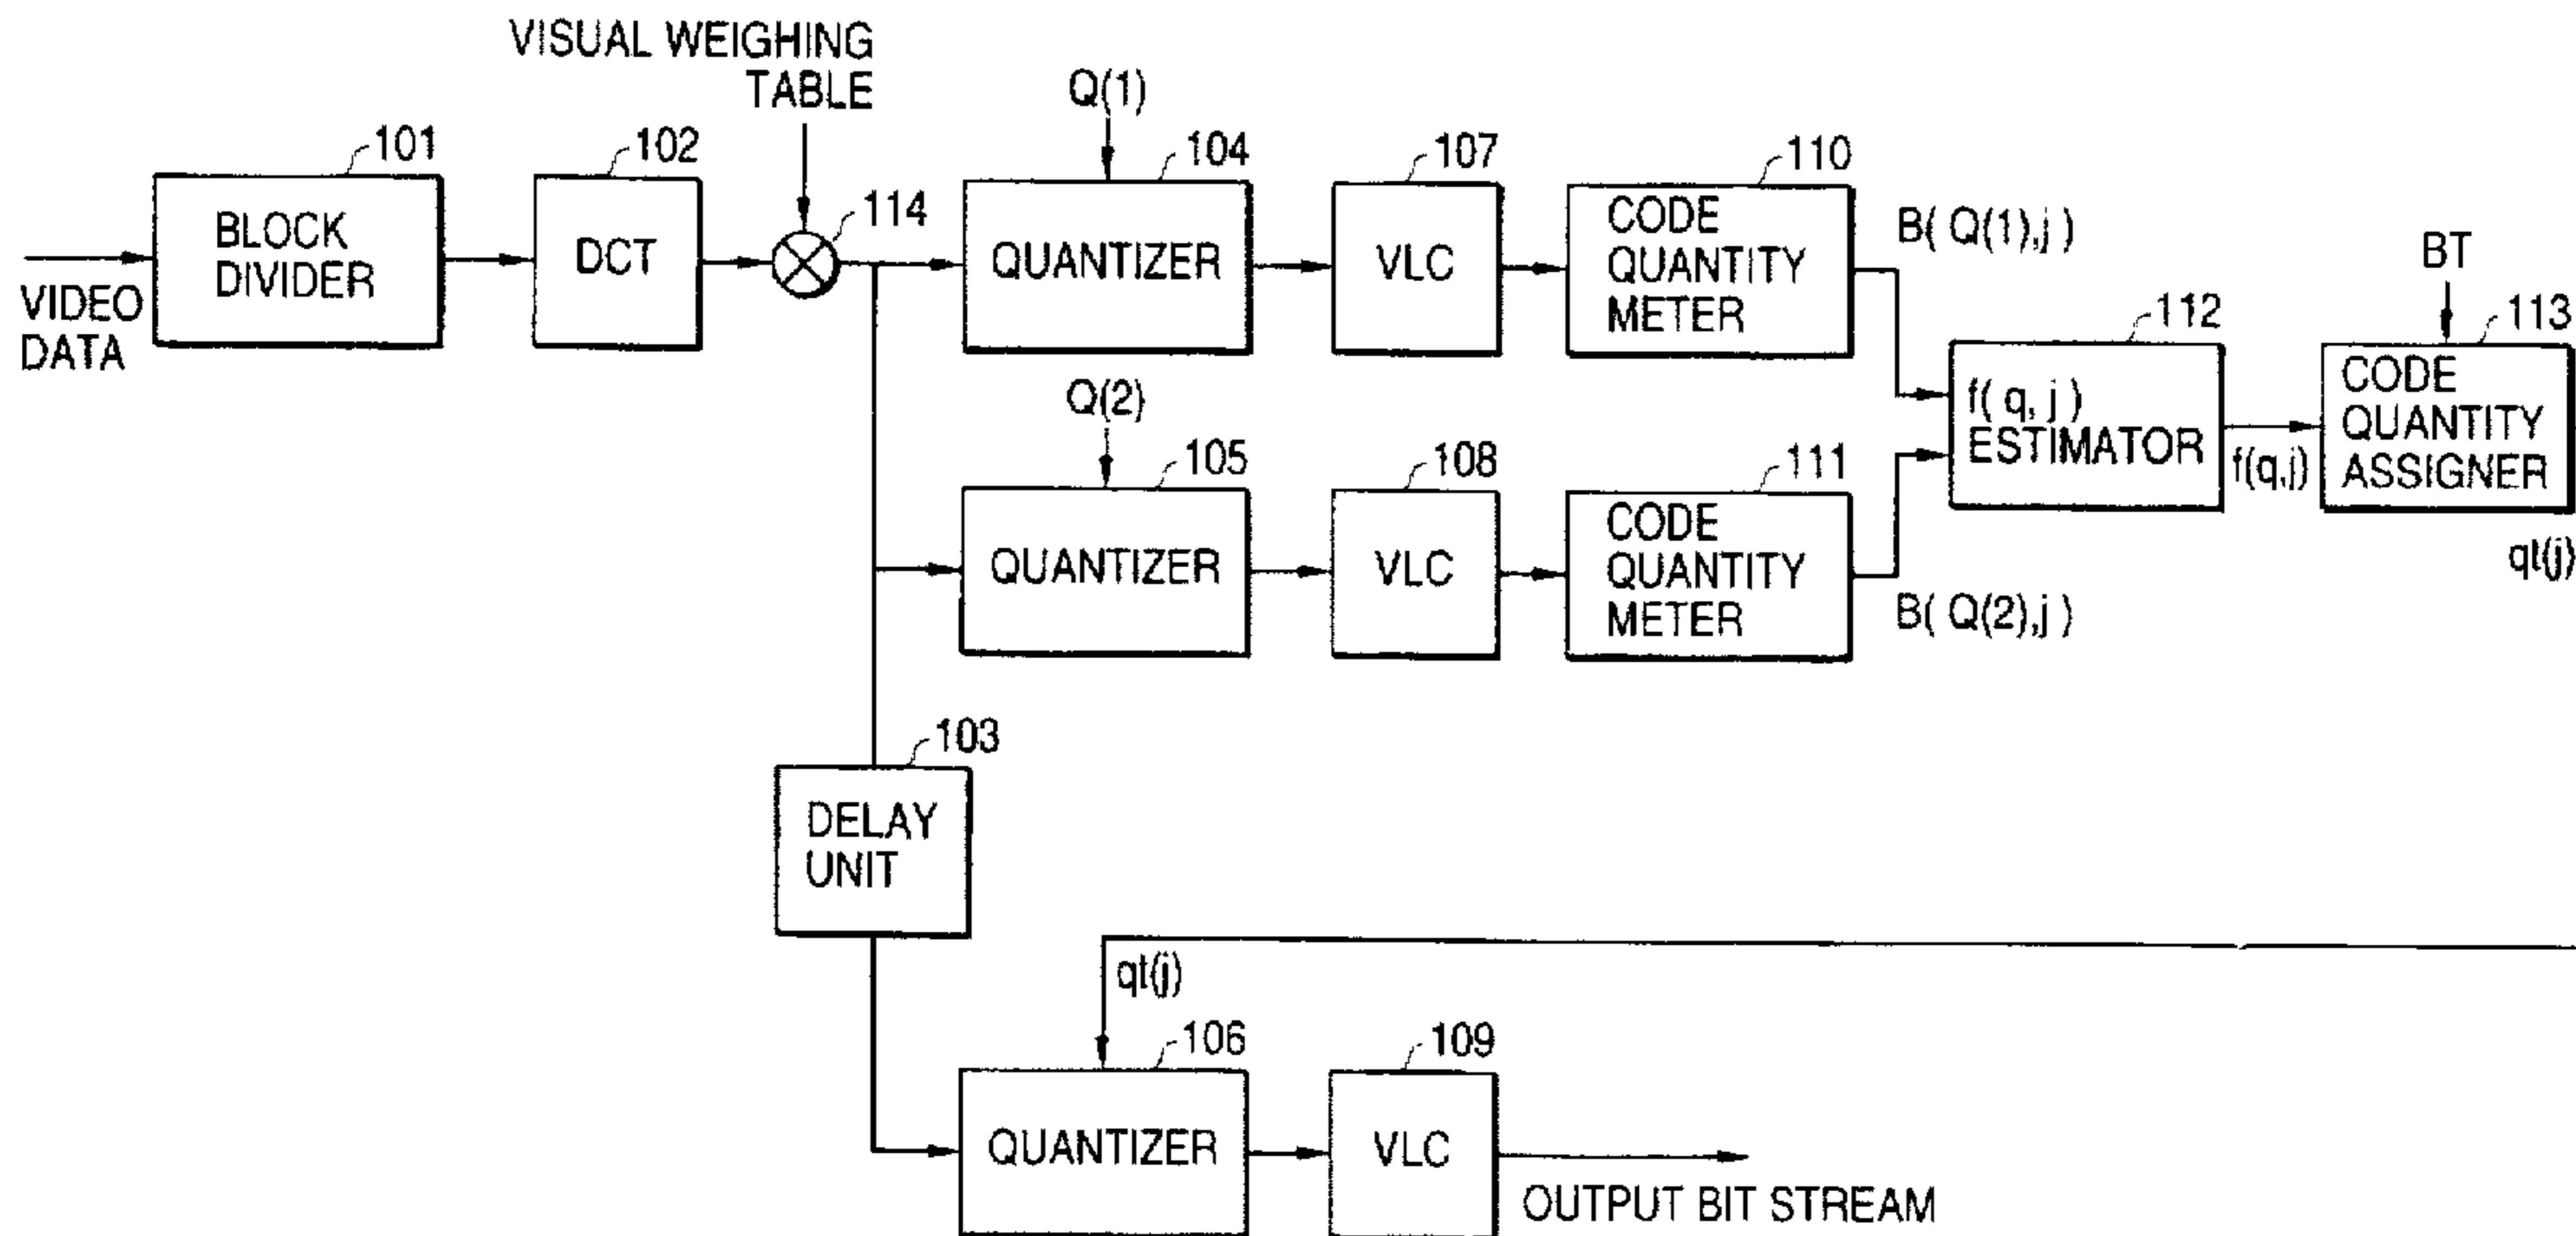 VISUAL WEIGHING
TABLE
Q(1)
101
102
114
104
107
110
BLOCK
DIVIDER
DCT
QUANTIZER
VLC
CODE
QUANTITY
METER
B( Q(1),j )
VIDEO
DATA
BT
112
113
Q(2)
f( q, j )
ESTIMATOR
f(q,j)
CODE
QUANTITY
ASSIGNER
105
108
111
QUANTIZER
VLC
CODE
QUANTITY
METER
B( Q(2),j )
qt(j)
103
DELAY
UNIT
qt(j)
106
109
QUANTIZER
VLC
OUTPUT BIT STREAM